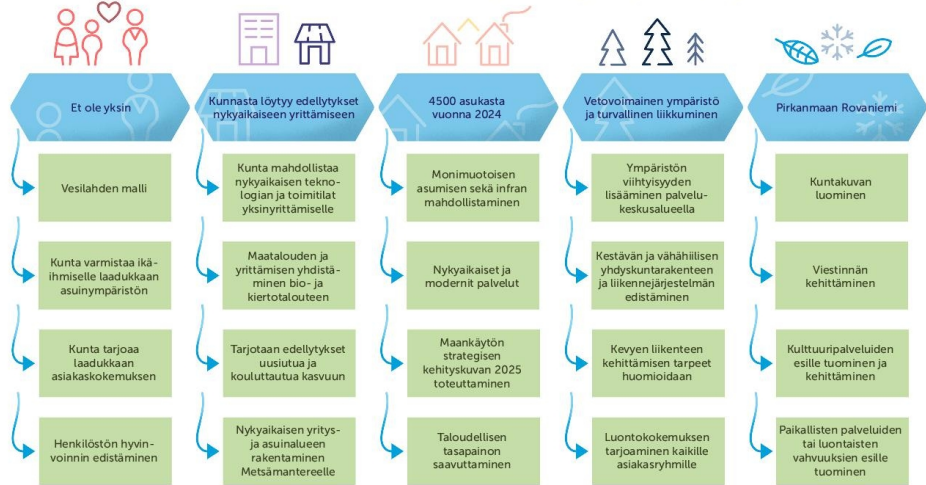 Et ole yksin
Vesilahden malli
Kunta varmistaa ikä-
ihmiselle laadukkaan
asuinympäristön
Kunta tarjoaa
laadukkaan
asiakaskokemuksen
Henkilöstön hyvin-
voinnin edistäminen
Kunnasta löytyy edellytykset
nykyaikaiseen yrittämiseen
Kunta mahdollistaa
nykyaikaisen tekno-
logian ja toimitilat
yksinyrittämiselle
Maatalouden ja
yrittämisen yhdistä-
minen bio- ja
kiertotalouteen
Tarjotaan edellytykset
uusiutua ja
kouluttautua kasvuun
Nykyaikaisen yritys-
ja asuinalueen
rakentaminen
Metsämantereelle
4500 asukasta
vuonna 2024
Monimuotoisen
asumisen sekä infran
mahdollistaminen
Nykyaikaiset ja
modernit palvelut
Maankäytön
strategisen
kehityskuvan 2025
toteuttaminen
Taloudellisen
tasapainon
saavuttaminen
Vetovoimainen ympäristö
ja turvallinen liikkuminen
Ympäristön
viihtyisyyden
lisääminen palvelu-
keskusalueella
Kestävän ja vähähiilisen
yhdyskuntarakenteen
ja liikennejärjestelmän
edistäminen
Kevyen liikenteen
kehittämisen tarpeet
huomioidaan
Luontokokemuksen
tarjoaminen kaikille
asiakasryhmille
Pirkanmaan Rovaniemi
Kuntakuvan
luominen
Viestinnän
kehittäminen
Kulttuuripalveluiden
esille tuominen ja
kehittäminen
Paikallisten palveluiden
tai luontaisten
vahvuuksien esille
tuominen